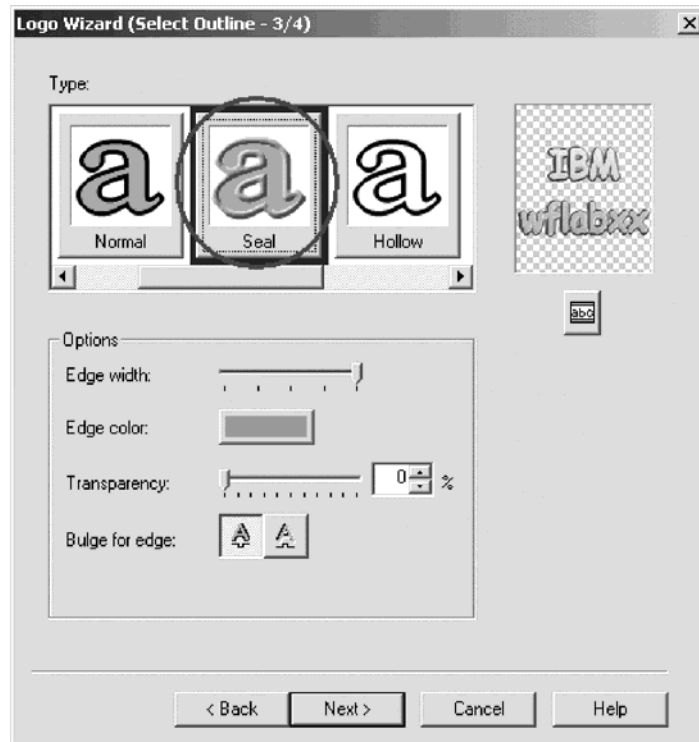 Logo Wizard (Select Outline - 3/4)
Type:
a a a
Normal Seal Hollow
IBM
wflabxx
abc
Options
Edge width:
Edge color:
Transparency: 0 %
Bulge for edge: A A
< Back Next > Cancel Help